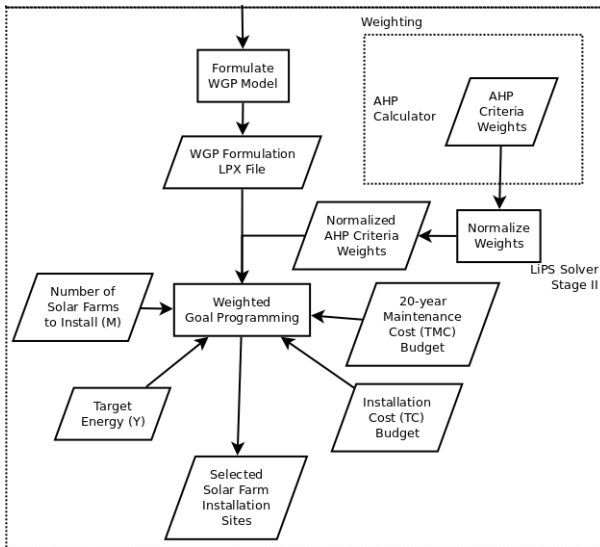 Weighting
Formulate
WGP Model
AHP
Calculator
AHP
Criteria
Weights
WGP Formulation
LPX File
Normalized
AHP Criteria
Weights
Normalize
Weights
LiPS Solver
Stage II
Number of
Solar Farms
to Install (M)
Weighted
Goal Programming
20-year
Maintenance
Cost (TMC)
Budget
Target
Energy (Y)
Installation
Cost (TC)
Budget
Selected
Solar Farm
Installation
Sites